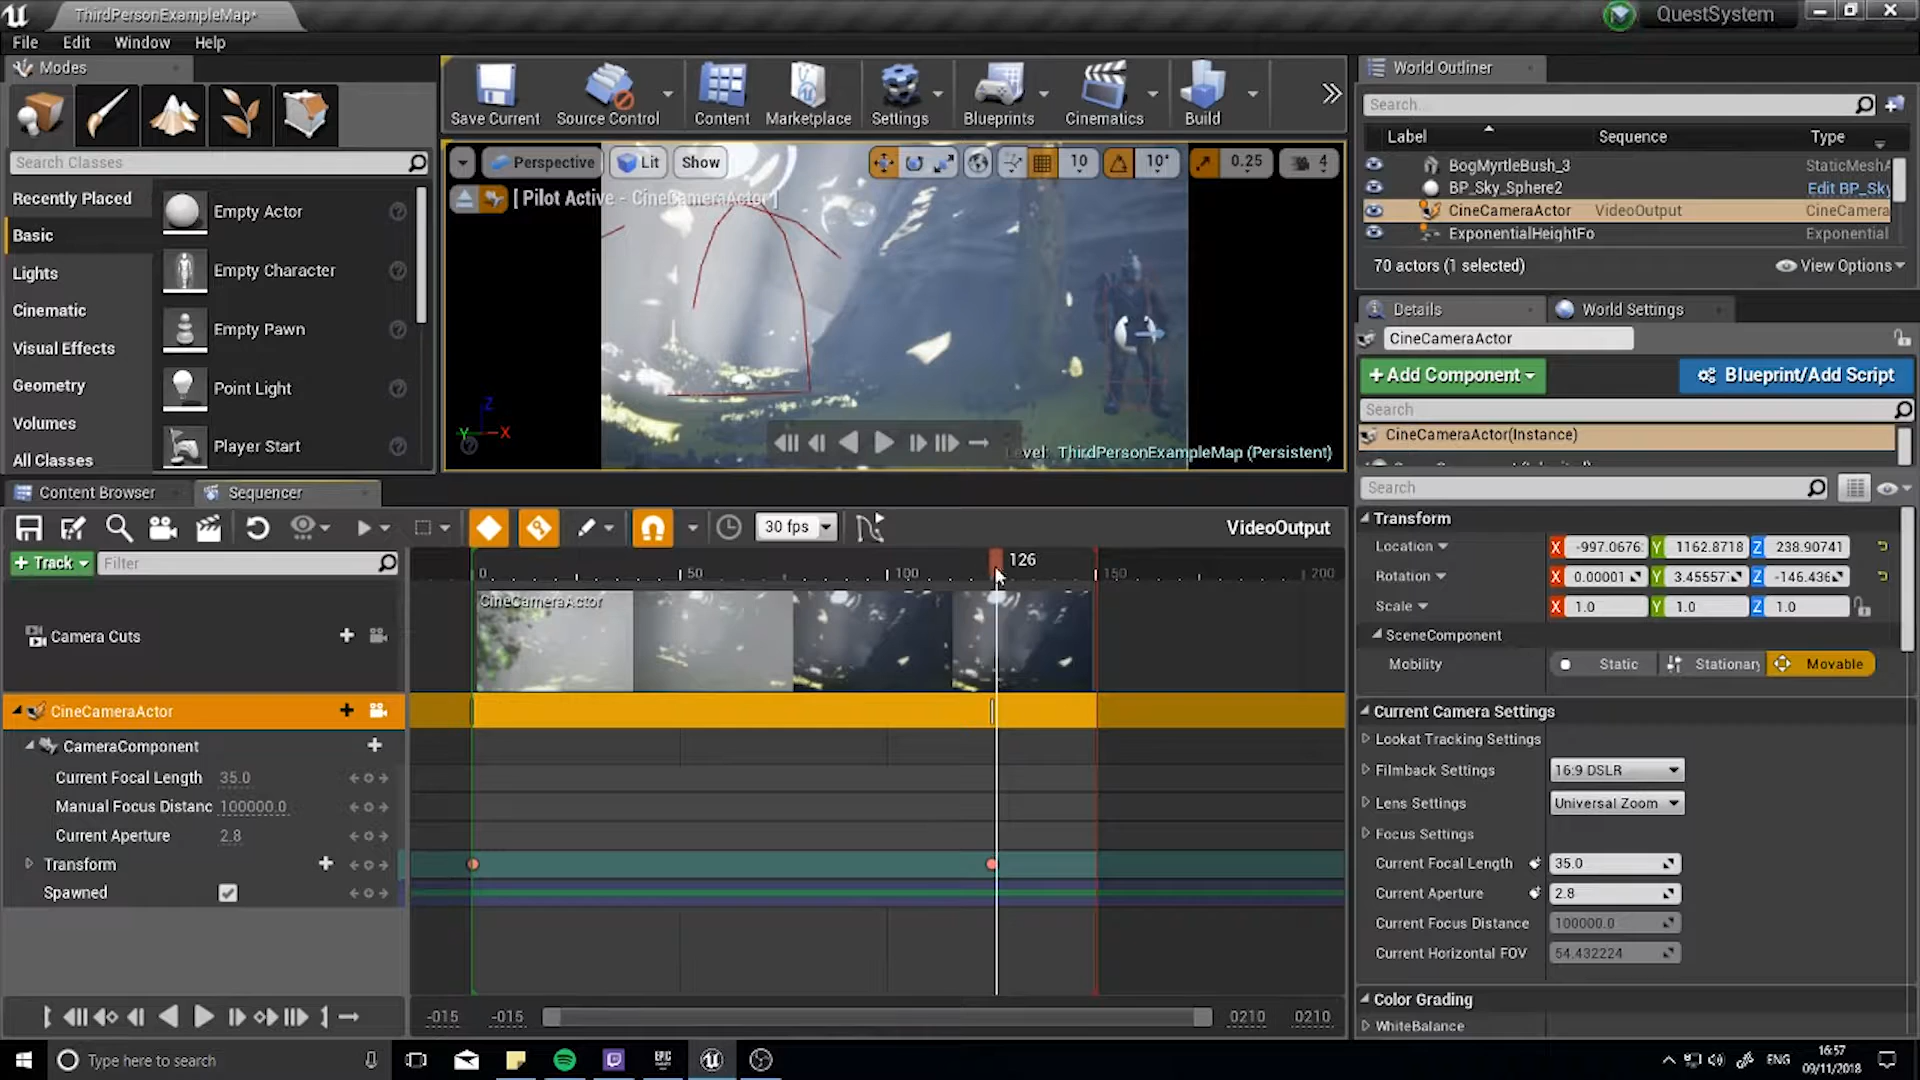 ThirdPersonExampleMap*
QuestSystem
File Edit Window Help
Modes
Search Classes
Recently Placed
Basic
Lights
Cinematic
Visual Effects
Geometry
Volumes
All Classes
Empty Actor
Empty Character
Empty Pawn
Point Light
Player Start
Save Current
Source Control
Content
Marketplace
Settings
Blueprints
Cinematics
Build
Perspective Lit Show 10 10° 0.25 4
[ Pilot Active - CineCameraActor ]
Z
Y X
Level: ThirdPersonExampleMap (Persistent)
World Outliner
Search...
Label Sequence Type
BogMyrtleBush_3 StaticMeshA
BP_Sky_Sphere2 Edit BP_Sky
CineCameraActor VideoOutput CineCamera
ExponentialHeightFo Exponential
70 actors (1 selected) View Options
Details World Settings
CineCameraActor
+Add Component Blueprint/Add Script
Search
CineCameraActor(Instance)
Search
Transform
Location X -997.0676 Y 1162.8718 Z 238.90741
Rotation X 0.00001 Y 3.45557 Z -146.436
Scale X 1.0 Y 1.0 Z 1.0
SceneComponent
Mobility Static Stationary Movable
Current Camera Settings
Lookat Tracking Settings
Filmback Settings 16:9 DSLR
Lens Settings Universal Zoom
Focus Settings
Current Focal Length 35.0
Current Aperture 2.8
Current Focus Distance 100000.0
Current Horizontal FOV 54.432224
Color Grading
WhiteBalance
Content Browser Sequencer
30 fps VideoOutput
+ Track Filter
0 50 100 126 150 200
CineCameraActor
Camera Cuts
CineCameraActor
CameraComponent
Current Focal Length 35.0
Manual Focus Distanc 100000.0
Current Aperture 2.8
Transform
Spawned
-015 -015 0210 0210
Type here to search
EPIC
ENG
16:57
09/11/2018